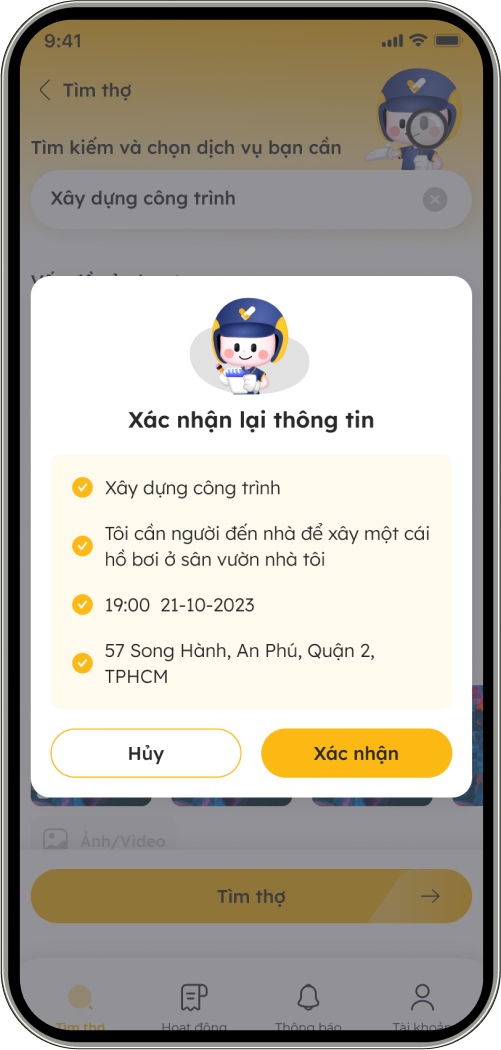 9:41
Tìm thợ
Tìm kiếm và chọn dịch vụ bạn cần
Xây dựng công trình
Xác nhận lại thông tin
Xây dựng công trình
Tôi cần người đến nhà để xây một cái
hồ bơi ở sân vườn nhà tôi
19:00 21-10-2023
57 Song Hành, An Phú, Quận 2,
TPHCM
Hủy
Xác nhận
Ảnh/Video
Tìm thợ
Tìm thợ
Hoạt động
Thông báo
Tài khoản